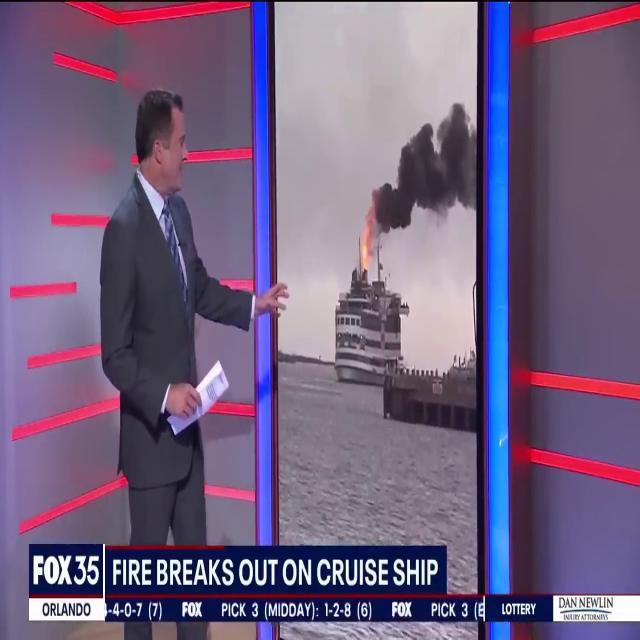 FOX 35 FIRE BREAKS OUT ON CRUISE SHIP
ORLANDO -4-0-7 (7) FOX PICK 3 (MIDDAY): 1-2-8 (6) FOX PICK 3 (E LOTTERY DAN NEWLIN
INJURY ATTORNEYS